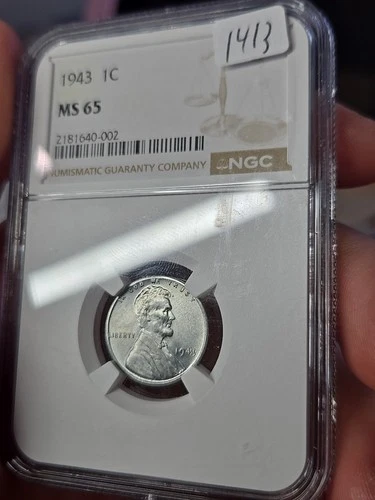 1413
1943 1C
MS 65
2181640-002
NUMISMATIC GUARANTY COMPANY
NGC
LIBERTY